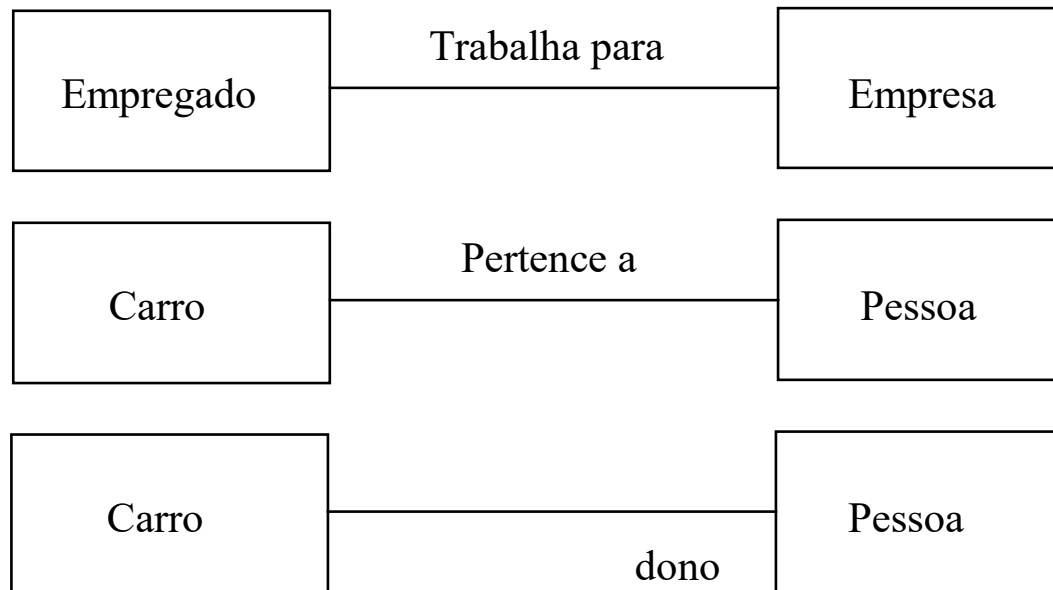 Trabalha para
Empregado
Empresa
Pertence a
Carro
Pessoa
Carro
Pessoa
dono